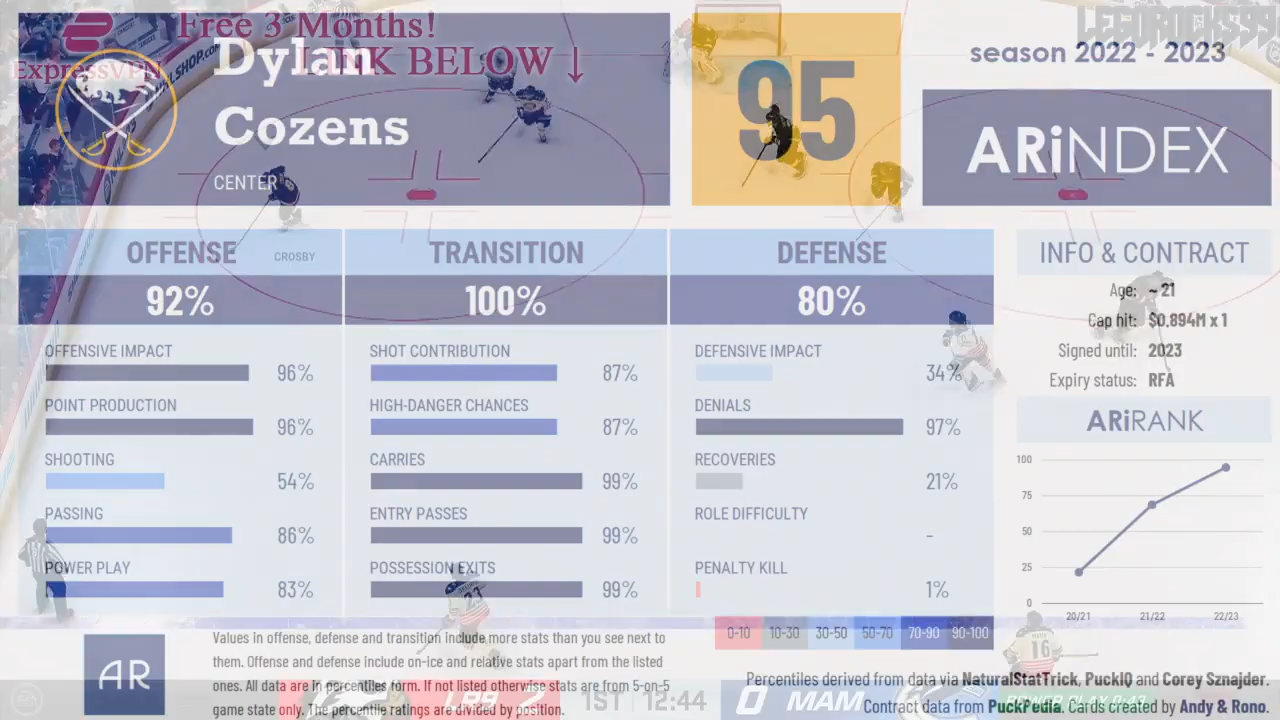 Free 3 Months!
LINK BELOW ↓
LEGOROCKS99
ExpressVPN
Dylan
Cozens
CENTER
95
season 2022 - 2023
ARiNDEX
OFFENSE
CROSBY
92%
OFFENSIVE IMPACT
96%
POINT PRODUCTION
96%
SHOOTING
54%
PASSING
86%
POWER PLAY
83%
TRANSITION
100%
SHOT CONTRIBUTION
87%
HIGH-DANGER CHANCES
87%
CARRIES
99%
ENTRY PASSES
99%
POSSESSION EXITS
99%
DEFENSE
80%
DEFENSIVE IMPACT
34%
DENIALS
97%
RECOVERIES
21%
ROLE DIFFICULTY
-
PENALTY KILL
1%
INFO & CONTRACT
Age: ~ 21
Cap hit: $0.894M x 1
Signed until: 2023
Expiry status: RFA
ARiRANK
100
75
50
25
0
20/21 21/22 22/23
AR
Values in offense, defense and transition include more stats than you see next to
them. Offense and defense include on-ice and relative stats apart from the listed
ones. All data are in percentiles form. If not listed otherwise stats are from 5-on-5
game state only. The percentile ratings are divided by position.
0-10 10-30 30-50 50-70 70-90 90-100
Percentiles derived from data via NaturalStatTrick, PuckIQ and Corey Sznajder.
Contract data from PuckPedia. Cards created by Andy & Rono.
1ST 12:44 0 MAM
POWER PLAY 0:43
16